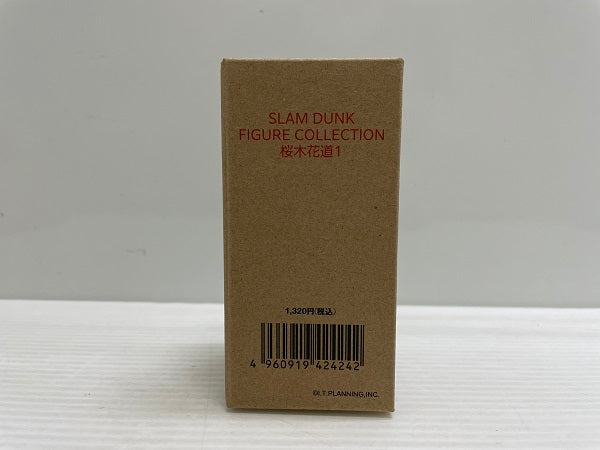 SLAM DUNK
FIGURE COLLECTION
桜木花道1
1,320円(税込)
4 960919 424242
©I.T.PLANNING,INC.